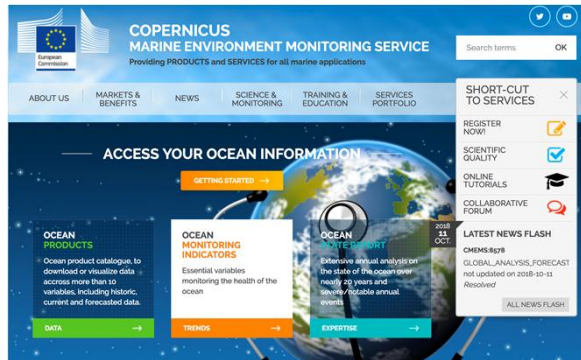 European
Commission
COPERNICUS
MARINE ENVIRONMENT MONITORING SERVICE
Providing PRODUCTS and SERVICES for all marine applications
Search terms
OK
ABOUT US
MARKETS &
BENEFITS
NEWS
SCIENCE &
MONITORING
TRAINING &
EDUCATION
SERVICES
PORTFOLIO
ACCESS YOUR OCEAN INFORMATION
GETTING STARTED →
OCEAN
PRODUCTS
Ocean product catalogue, to
download or visualize data
accross more than 10
variables, including historic,
current and forecasted data.
DATA →
OCEAN
MONITORING
INDICATORS
Essential variables
monitoring the health of the
ocean
TRENDS →
OCEAN
STATE REPORT
Extensive annual analysis on
the state of the ocean over
nearly 20 years and
severe/notable annual
events
EXPERTISE →
SHORT-CUT
TO SERVICES
REGISTER
NOW!
SCIENTIFIC
QUALITY
ONLINE
TUTORIALS
COLLABORATIVE
FORUM
2018
11
OCT.
LATEST NEWS FLASH
CMEMS:8578
GLOBAL_ANALYSIS_FORECAST
not updated on 2018-10-11
Resolved
ALL NEWS FLASH